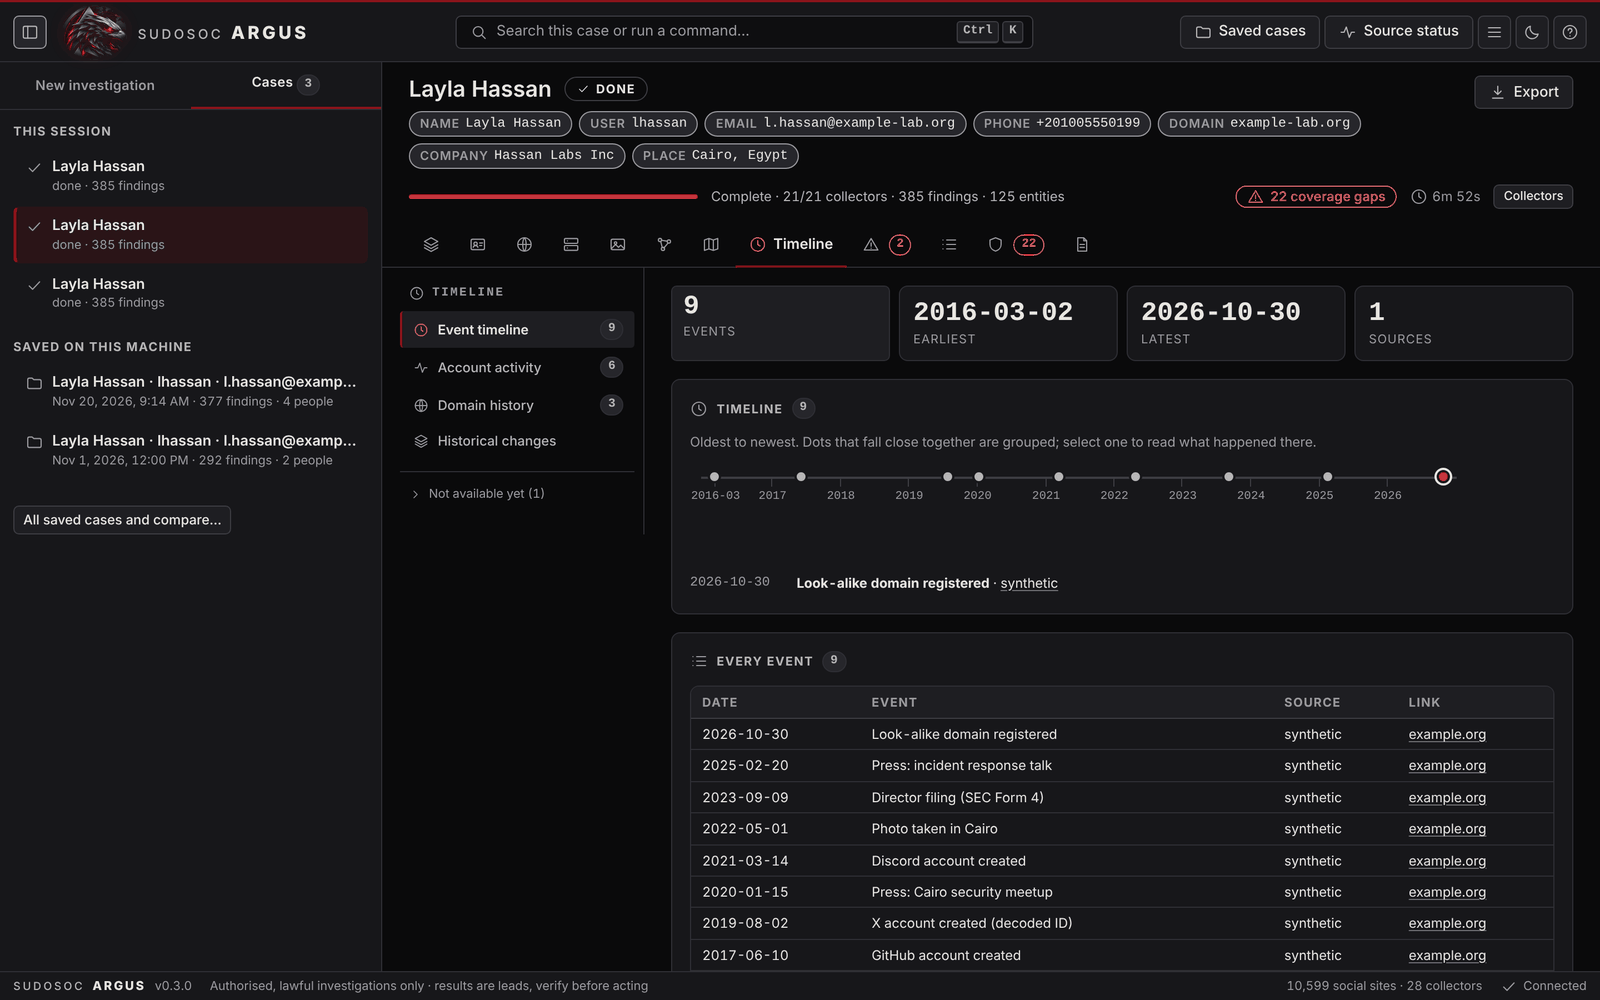 SUDOSOC ARGUS
Search this case or run a command...
Ctrl K
Saved cases
Source status
New investigation
Cases 3
THIS SESSION
Layla Hassan
done · 385 findings
Layla Hassan
done · 385 findings
Layla Hassan
done · 385 findings
SAVED ON THIS MACHINE
Layla Hassan · lhassan · l.hassan@examp...
Nov 20, 2026, 9:14 AM · 377 findings · 4 people
Layla Hassan · lhassan · l.hassan@examp...
Nov 1, 2026, 12:00 PM · 292 findings · 2 people
All saved cases and compare...
Layla Hassan
DONE
Export
NAME Layla Hassan
USER lhassan
EMAIL l.hassan@example-lab.org
PHONE +201005550199
DOMAIN example-lab.org
COMPANY Hassan Labs Inc
PLACE Cairo, Egypt
Complete · 21/21 collectors · 385 findings · 125 entities
22 coverage gaps
6m 52s
Collectors
Timeline
2
22
TIMELINE
Event timeline 9
Account activity 6
Domain history 3
Historical changes
Not available yet (1)
9
EVENTS
2016-03-02
EARLIEST
2026-10-30
LATEST
1
SOURCES
TIMELINE 9
Oldest to newest. Dots that fall close together are grouped; select one to read what happened there.
2016-03 2017 2018 2019 2020 2021 2022 2023 2024 2025 2026
2026-10-30 Look-alike domain registered · synthetic
EVERY EVENT 9
DATE EVENT SOURCE LINK
2026-10-30 Look-alike domain registered synthetic example.org
2025-02-20 Press: incident response talk synthetic example.org
2023-09-09 Director filing (SEC Form 4) synthetic example.org
2022-05-01 Photo taken in Cairo synthetic example.org
2021-03-14 Discord account created synthetic example.org
2020-01-15 Press: Cairo security meetup synthetic example.org
2019-08-02 X account created (decoded ID) synthetic example.org
2017-06-10 GitHub account created synthetic example.org
SUDOSOC ARGUS v0.3.0 Authorised, lawful investigations only · results are leads, verify before acting
10,599 social sites · 28 collectors
Connected